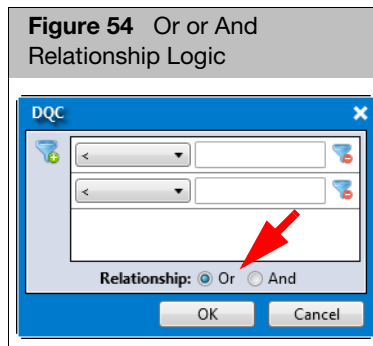 Figure 54 Or or And
Relationship Logic
DQC
<
<
Relationship: Or And
OK Cancel